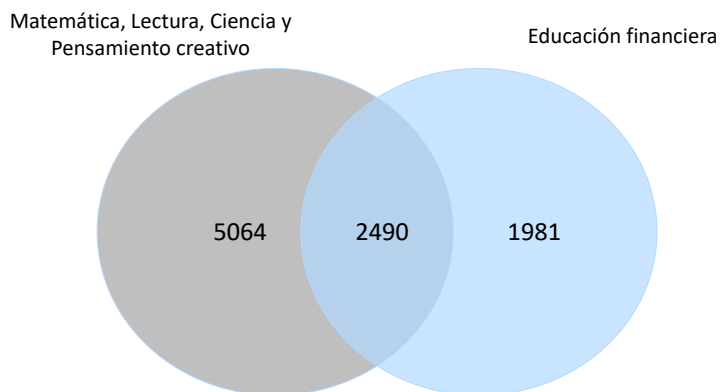 Matemática, Lectura, Ciencia y
Pensamiento creativo
Educación financiera
5064
2490
1981